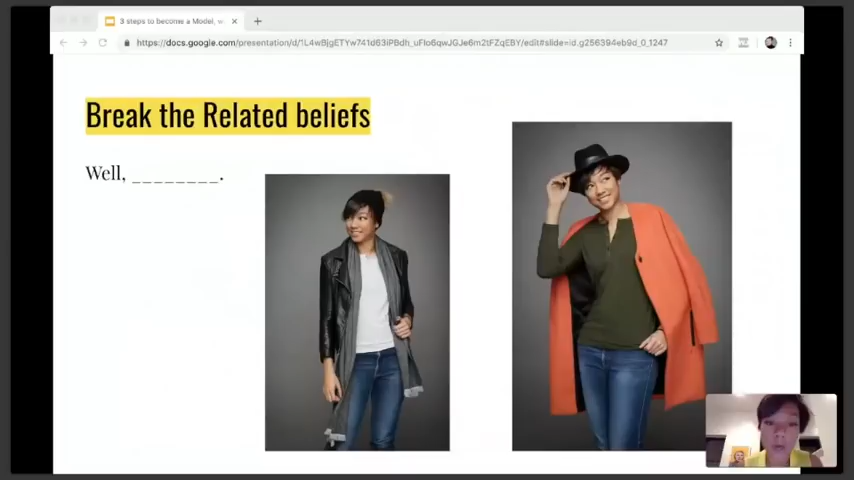 3 steps to become a Model, w
https://docs.google.com/presentation/d/1L4wBjgETYw741d63iPBdh_uFIo6qwJGJe6m2tFZqEBY/edit#slide=id.g256394eb9d_0_1247
Break the Related beliefs
Well, ________.